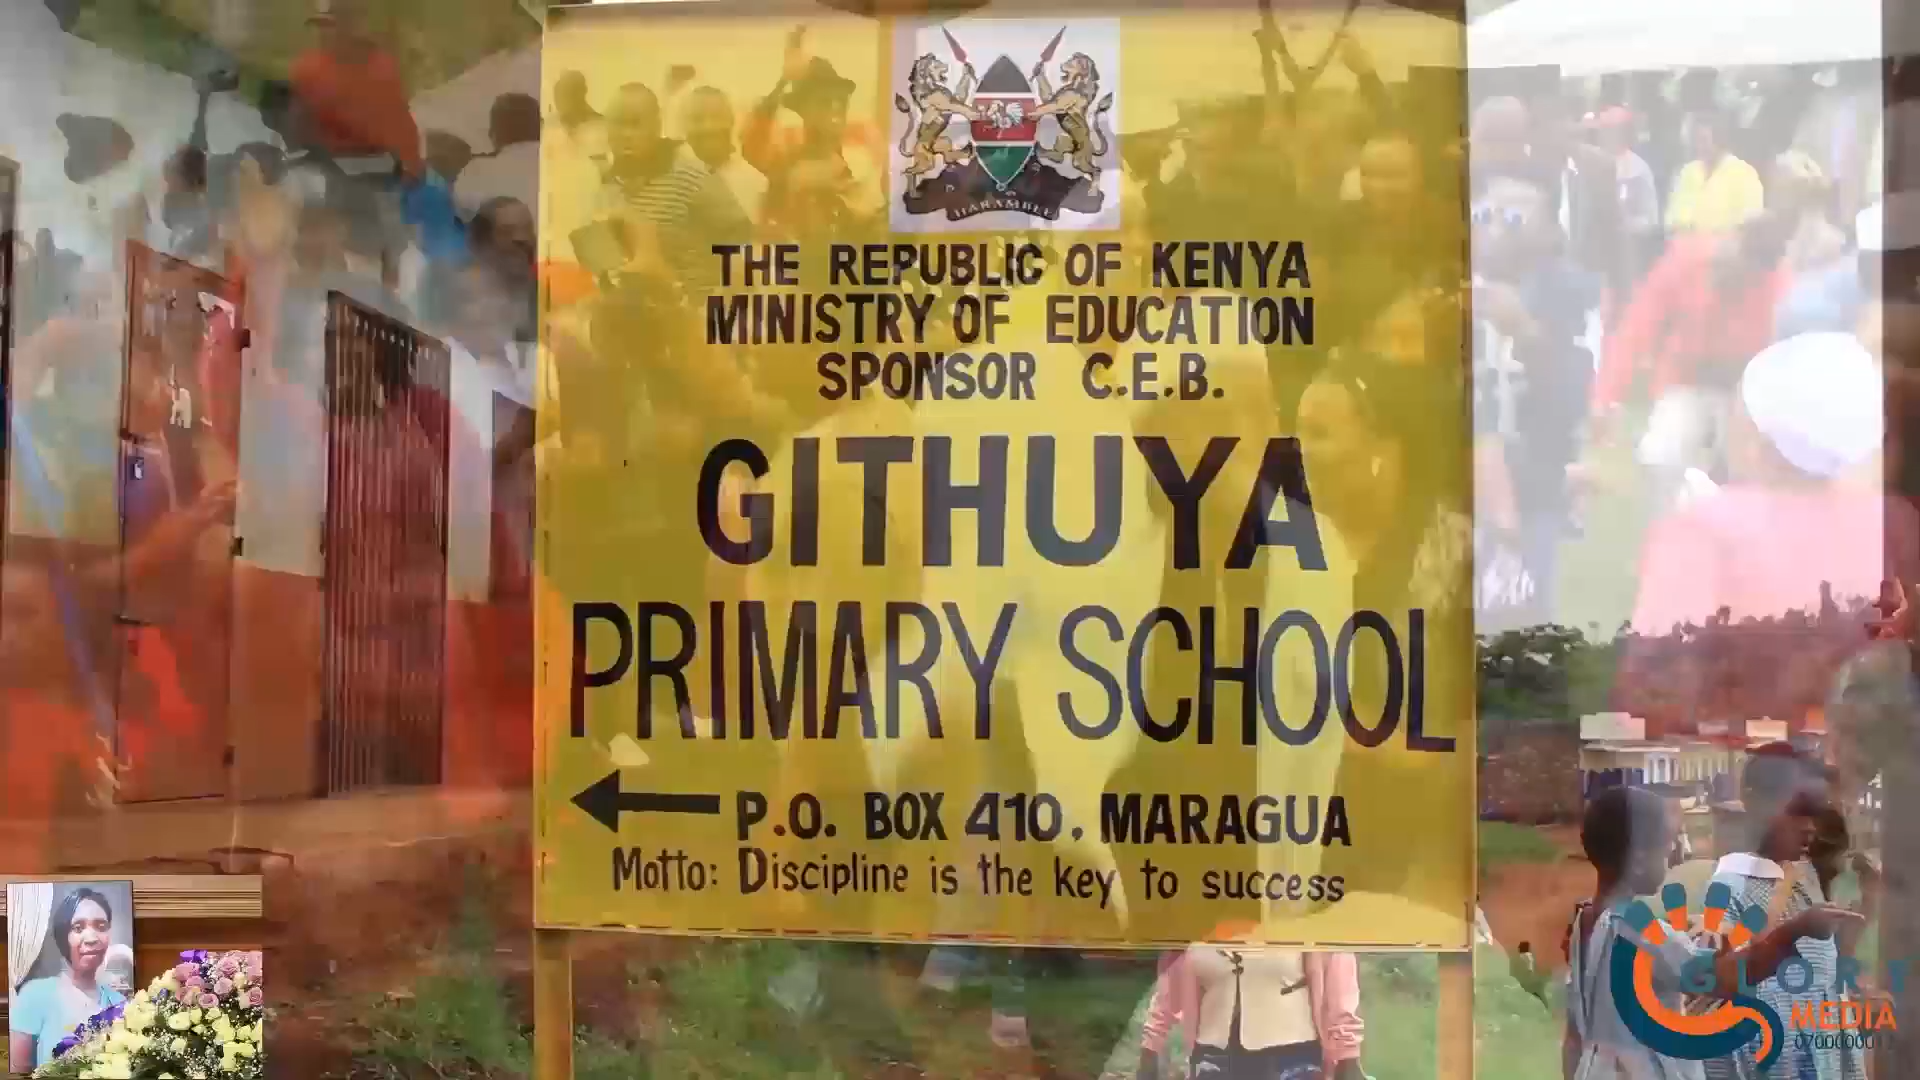 HARAMBEE
THE REPUBLIC OF KENYA
MINISTRY OF EDUCATION
SPONSOR C.E.B.
GITHUYA
PRIMARY SCHOOL
P.O. BOX 410, MARAGUA
Motto: Discipline is the key to success
GLORY
MEDIA